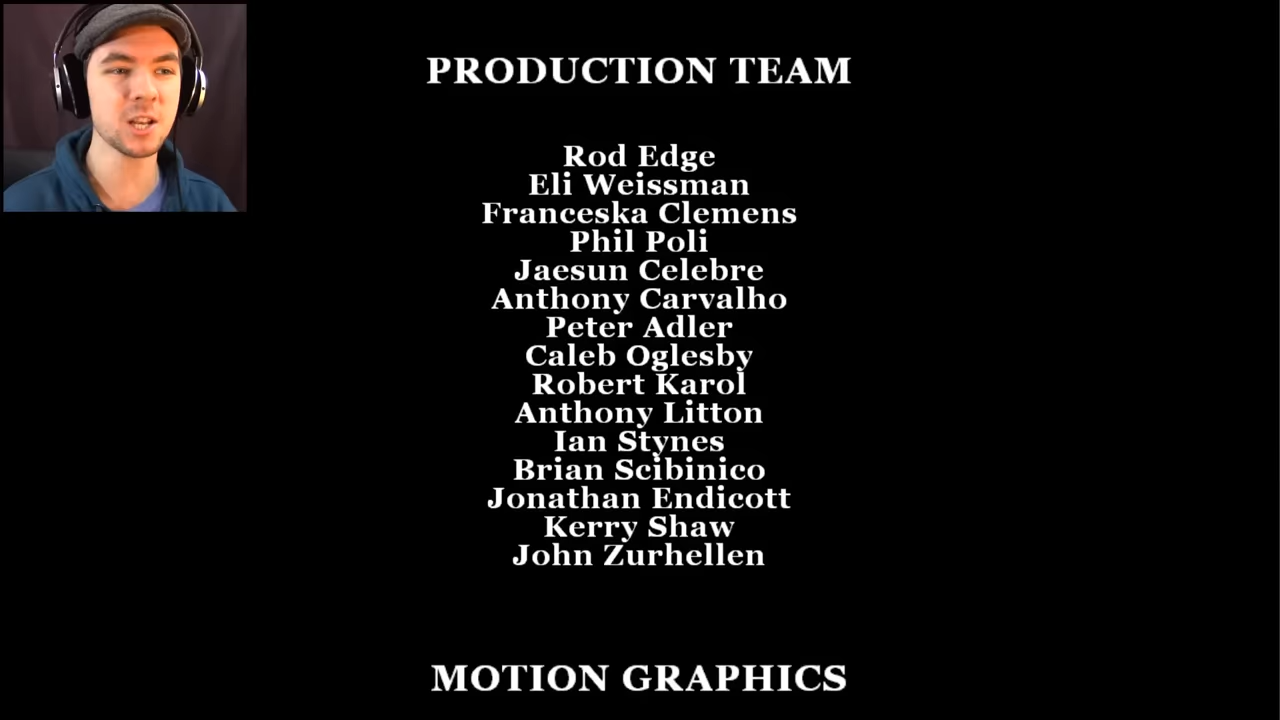 PRODUCTION TEAM
Rod Edge
Eli Weissman
Franceska Clemens
Phil Poli
Jaesun Celebre
Anthony Carvalho
Peter Adler
Caleb Oglesby
Robert Karol
Anthony Litton
Ian Stynes
Brian Scibinico
Jonathan Endicott
Kerry Shaw
John Zurhellen
MOTION GRAPHICS